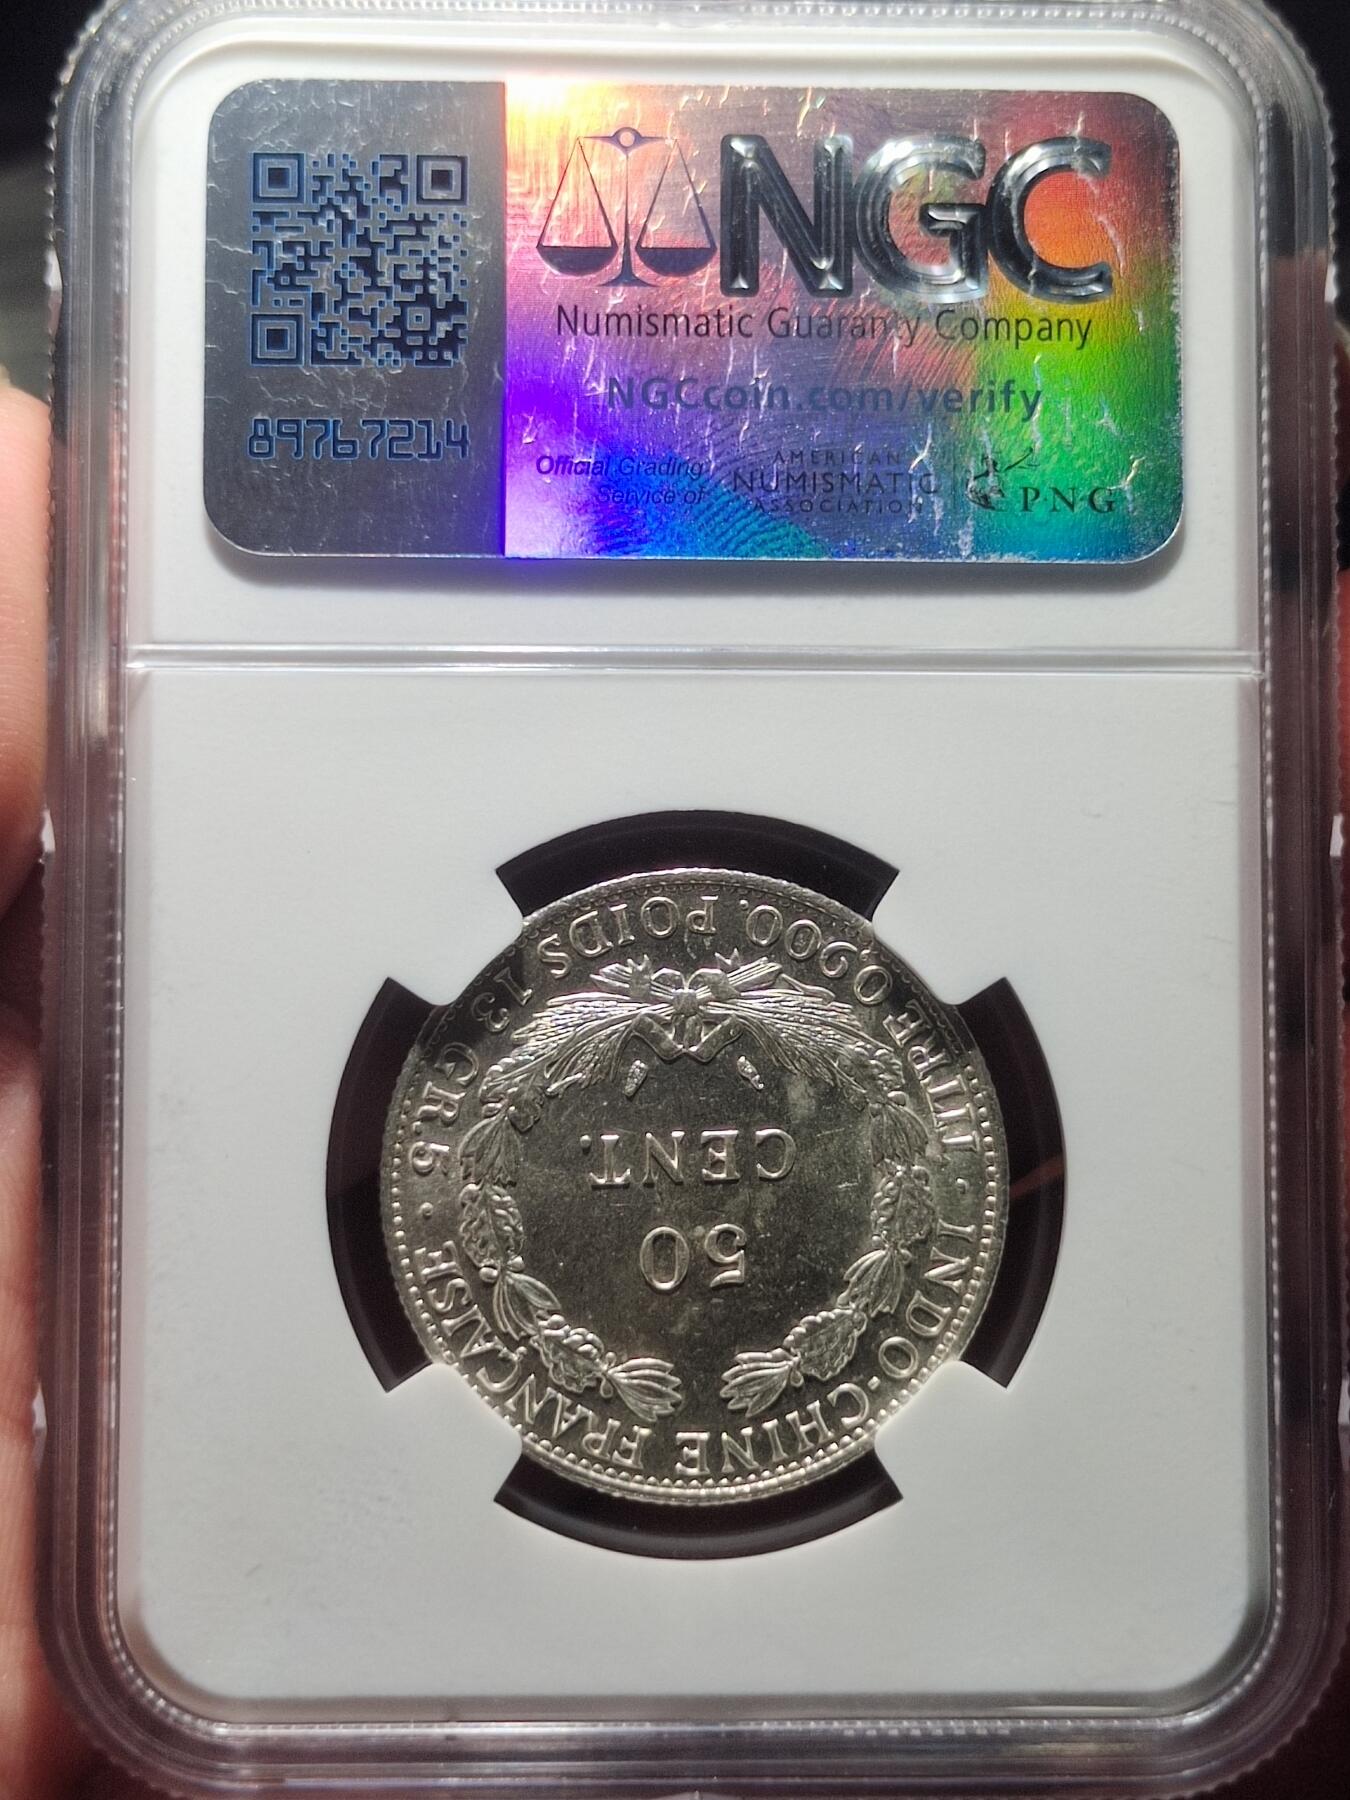 NGC
Numismatic Guaranty Company
NGCcoin.com/verify
89767214
Official Grading
Service of
AMERICAN
NUMISMATIC
ASSOCIATION
PNG
TITRE 0,900. POIDS 13 GR.5
50
CENT.
INDO-CHINE FRANÇAISE